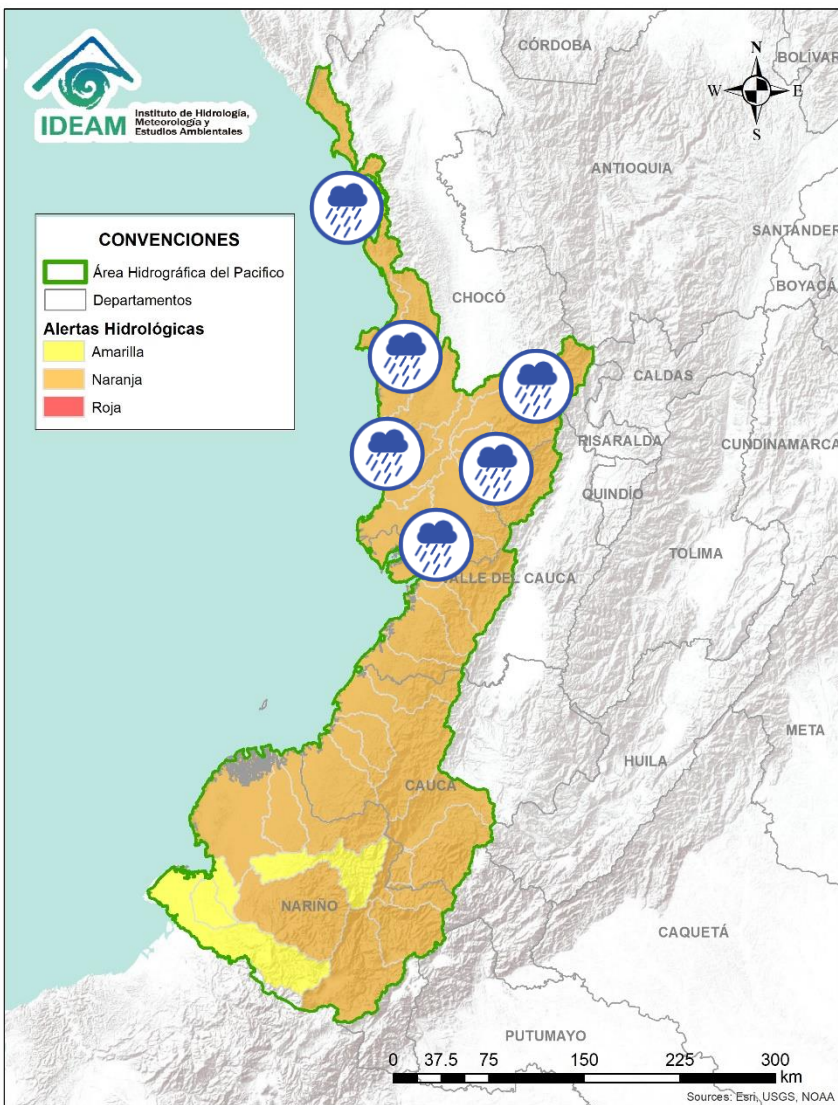 IDEAM
Instituto de Hidrología,
Meteorología y
Estudios Ambientales
N
W E
S
CONVENCIONES
Área Hidrográfica del Pacifico
Departamentos
Alertas Hidrológicas
Amarilla
Naranja
Roja
CÓRDOBA
BOLÍVAR
ANTIOQUIA
SANTANDER
BOYACÁ
CHOCÓ
CALDAS
RISARALDA
CUNDINAMARCA
QUINDÍO
TOLIMA
VALLE DEL CAUCA
META
HUILA
CAUCA
NARIÑO
CAQUETÁ
PUTUMAYO
0 37.5 75 150 225 300
km
Sources: Esri, USGS, NOAA